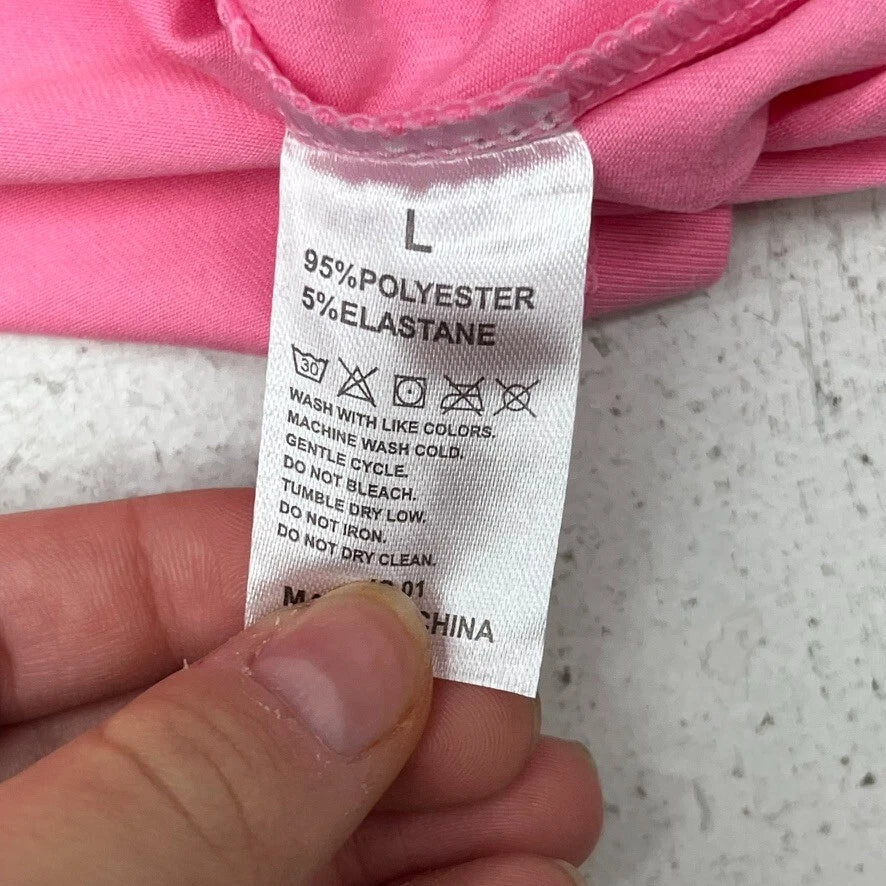 L
95%POLYESTER
5%ELASTANE
30
WASH WITH LIKE COLORS.
MACHINE WASH COLD.
GENTLE CYCLE.
DO NOT BLEACH.
TUMBLE DRY LOW.
DO NOT IRON.
DO NOT DRY CLEAN.
01
CHINA